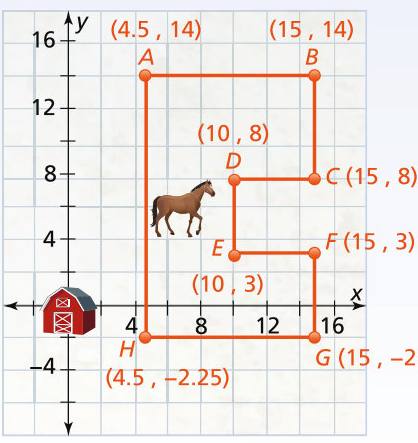 y
16
(4.5 , 14)
(15 , 14)
A
B
12
(10 , 8)
D
8
C (15 , 8)
4
E
F (15 , 3)
(10 , 3)
x
4
8
12
16
H
−4
G (15 , −2
(4.5 , −2.25)